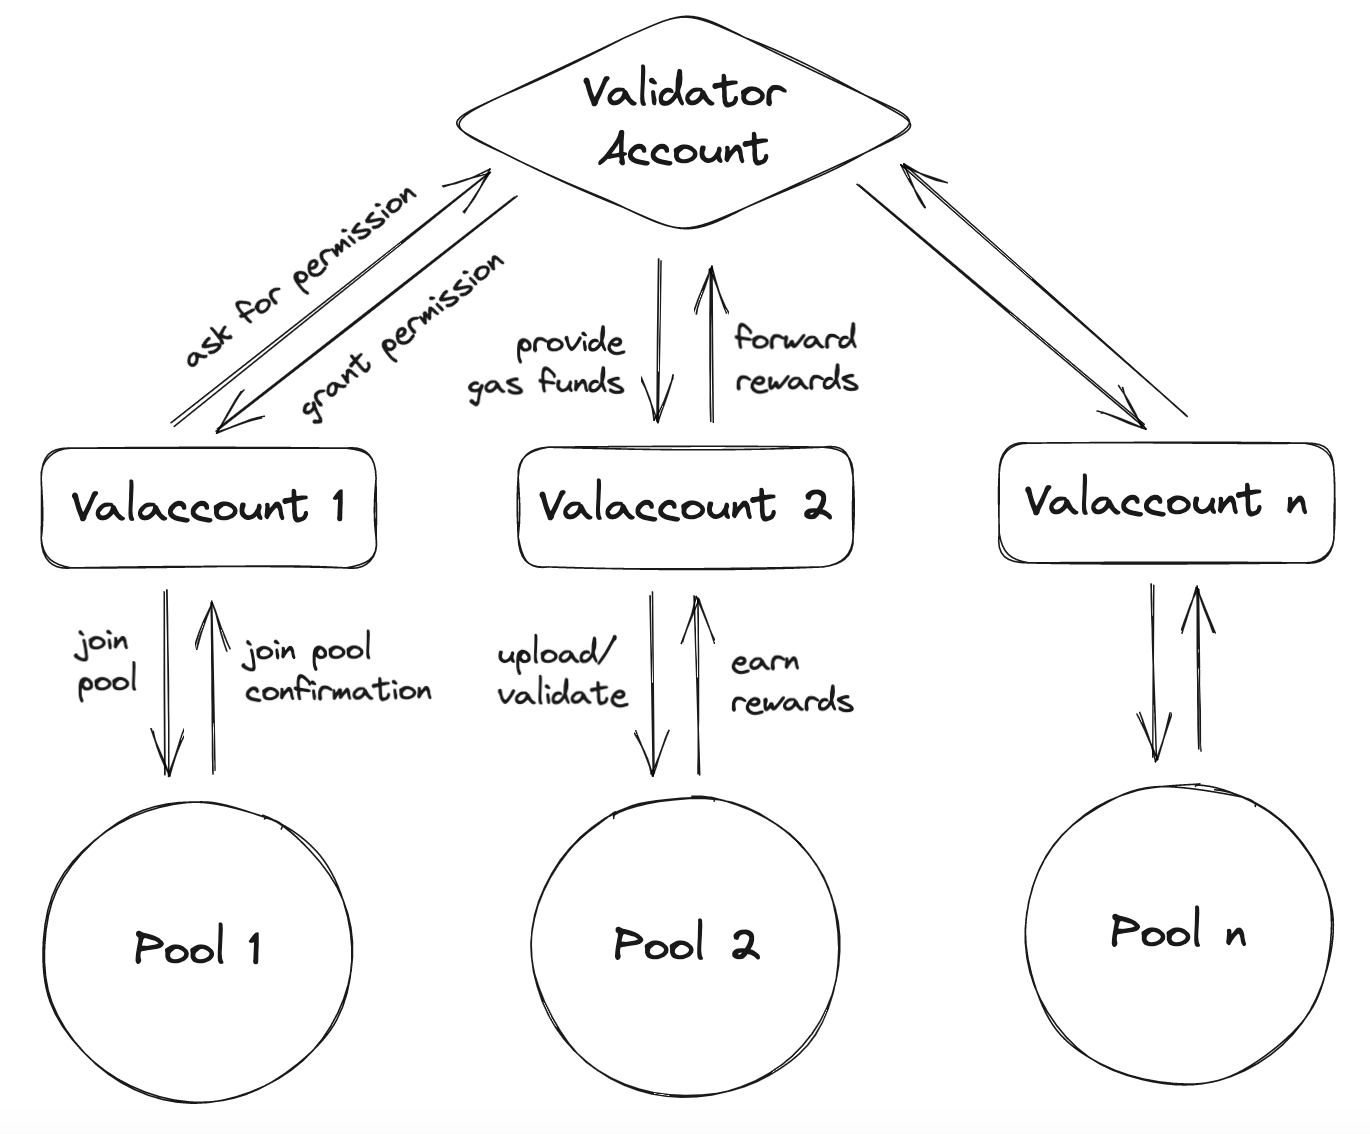 Validator
Account
ask for permission
grant permission
provide
gas funds
forward
rewards
Valaccount 1
Valaccount 2
Valaccount n
join
pool
join pool
confirmation
upload/
validate
earn
rewards
Pool 1
Pool 2
Pool n